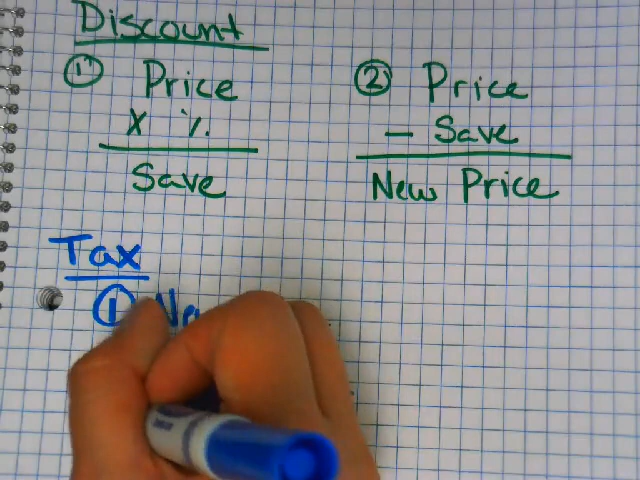 Discount
① Price
x %
Save
② Price
- Save
New Price
Tax
①